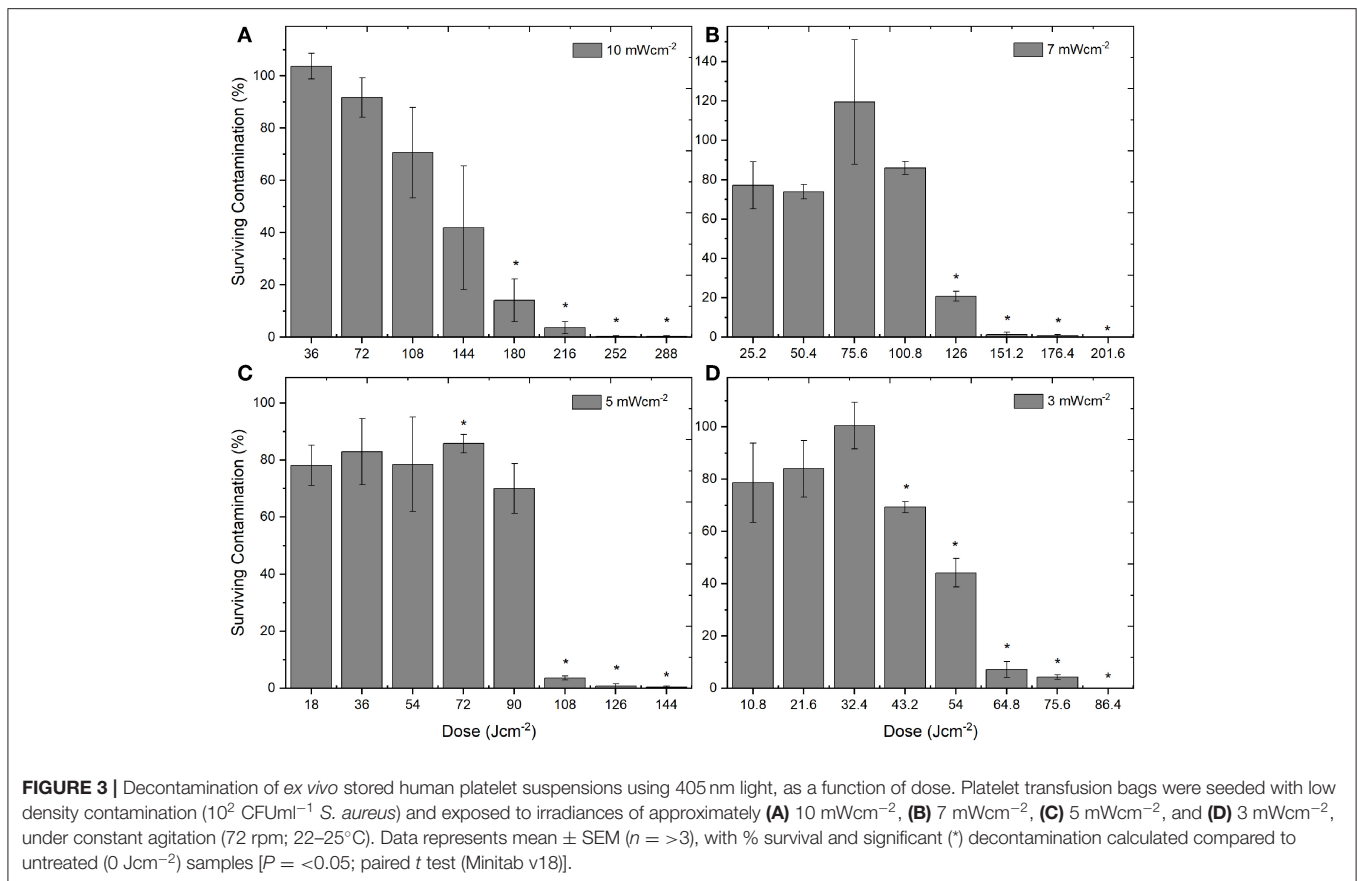 A
10 mWcm⁻²
Surviving Contamination (%)
100
80
60
40
20
0
* * * *
36 72 108 144 180 216 252 288
B
7 mWcm⁻²
140
120
100
80
60
40
20
0
* * * *
25.2 50.4 75.6 100.8 126 151.2 176.4 201.6
C
5 mWcm⁻²
Surviving Contamination (%)
100
80
60
40
20
0
* * * *
18 36 54 72 90 108 126 144
Dose (Jcm⁻²)
D
3 mWcm⁻²
100
80
60
40
20
0
* * * * *
10.8 21.6 32.4 43.2 54 64.8 75.6 86.4
Dose (Jcm⁻²)
FIGURE 3 | Decontamination of ex vivo stored human platelet suspensions using 405 nm light, as a function of dose. Platelet transfusion bags were seeded with low
density contamination (10² CFUml⁻¹ S. aureus) and exposed to irradiances of approximately (A) 10 mWcm⁻², (B) 7 mWcm⁻², (C) 5 mWcm⁻², and (D) 3 mWcm⁻²,
under constant agitation (72 rpm; 22–25°C). Data represents mean ± SEM (n = >3), with % survival and significant (*) decontamination calculated compared to
untreated (0 Jcm⁻²) samples [P = <0.05; paired t test (Minitab v18)].